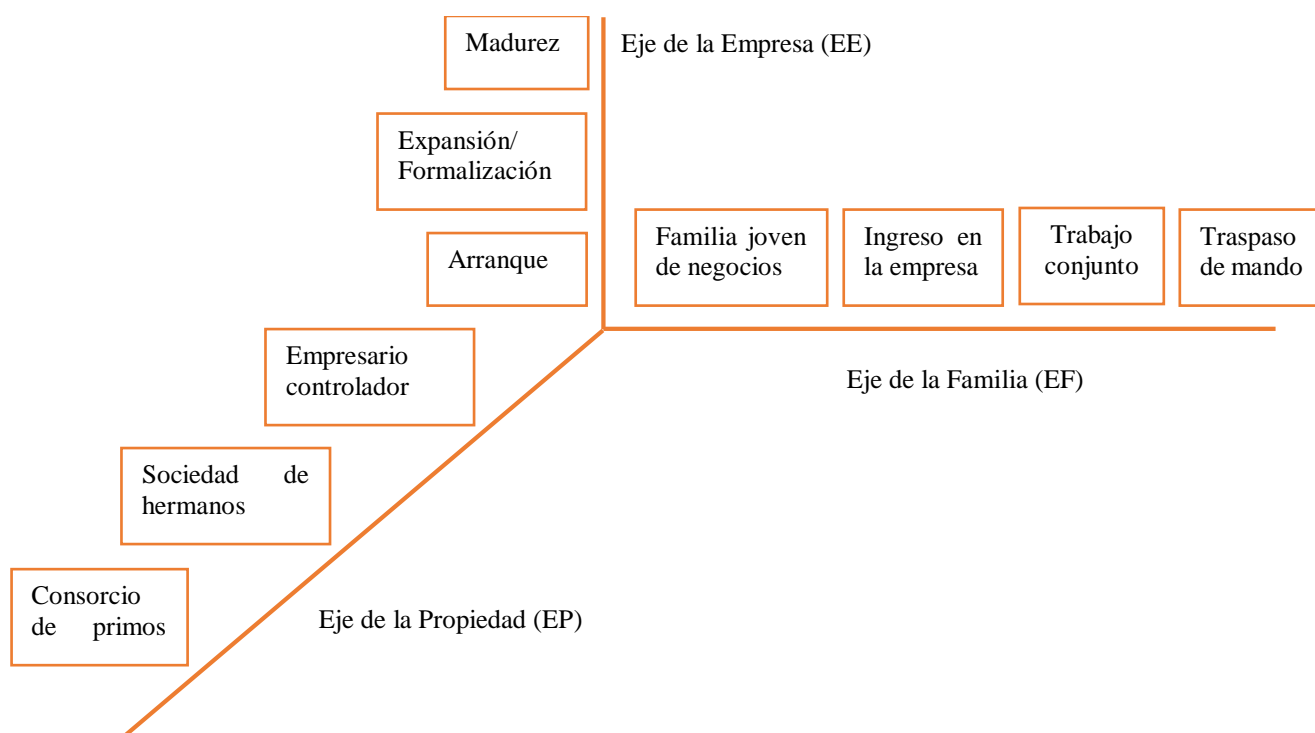 Madurez
Eje de la Empresa (EE)
Expansión/
Formalización
Arranque
Familia joven
de negocios
Ingreso en
la empresa
Trabajo
conjunto
Traspaso
de mando
Empresario
controlador
Eje de la Familia (EF)
Sociedad de
hermanos
Consorcio
de primos
Eje de la Propiedad (EP)